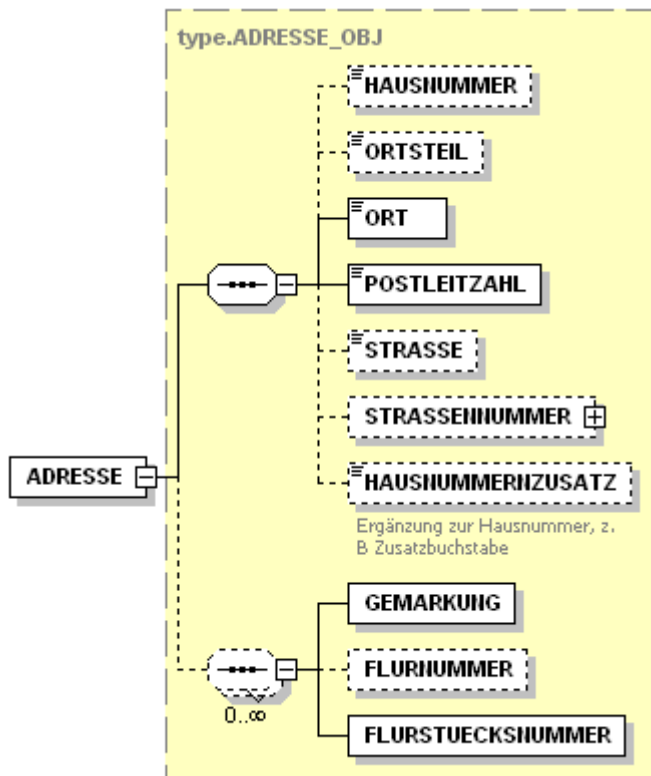 type.ADRESSE_OBJ
HAUSNUMMER
ORTSTEIL
ORT
POSTLEITZAHL
STRASSE
STRASSENNUMMER
ADRESSE
HAUSNUMMERNZUSATZ
Ergänzung zur Hausnummer, z.
B Zusatzbuchstabe
GEMARKUNG
FLURNUMMER
0..∞
FLURSTUECKSNUMMER